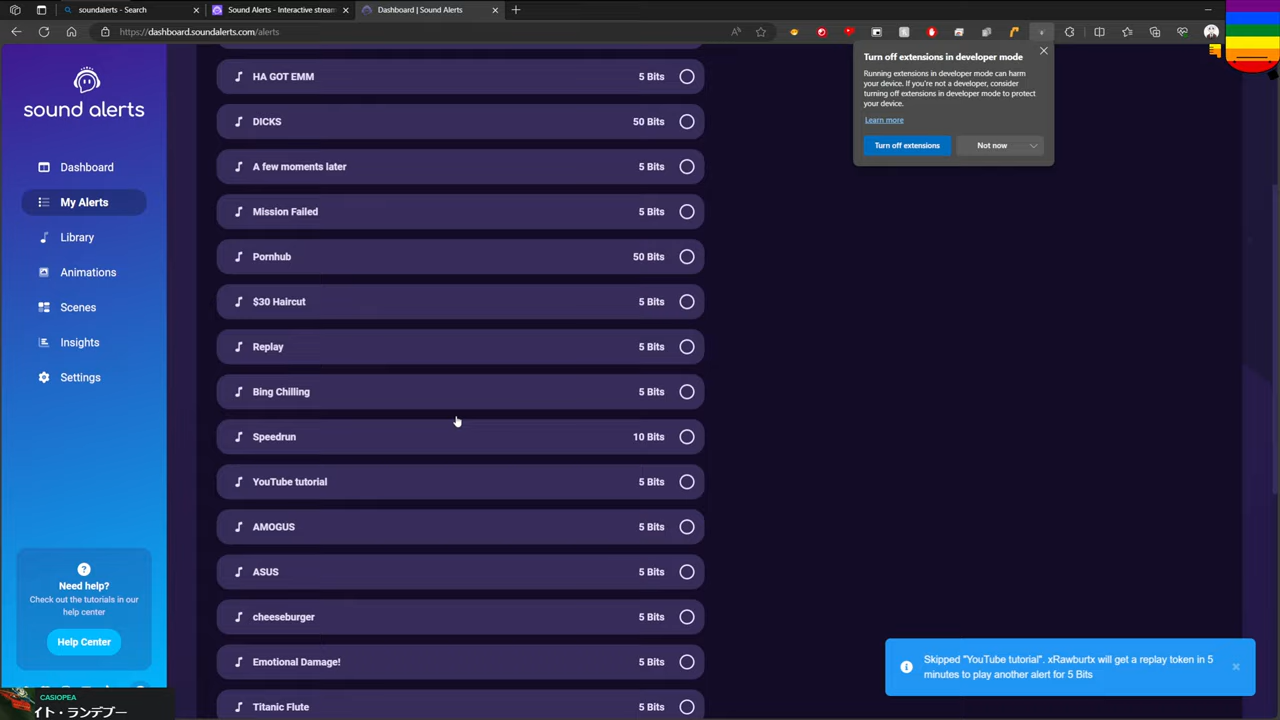 soundalerts - Search
Sound Alerts - Interactive stream
Dashboard | Sound Alerts
https://dashboard.soundalerts.com/alerts
sound alerts
Dashboard
My Alerts
Library
Animations
Scenes
Insights
Settings
Need help?
Check out the tutorials in our
help center
Help Center
CASIOPEA
イト・ランデブー
HA GOT EMM 5 Bits
DICKS 50 Bits
A few moments later 5 Bits
Mission Failed 5 Bits
Pornhub 50 Bits
$30 Haircut 5 Bits
Replay 5 Bits
Bing Chilling 5 Bits
Speedrun 10 Bits
YouTube tutorial 5 Bits
AMOGUS 5 Bits
ASUS 5 Bits
cheeseburger 5 Bits
Emotional Damage! 5 Bits
Titanic Flute 5 Bits
Turn off extensions in developer mode
Running extensions in developer mode can harm
your device. If you're not a developer, consider
turning off extensions in developer mode to protect
your device.
Learn more
Turn off extensions Not now
Skipped "YouTube tutorial". xRawburtx will get a replay token in 5
minutes to play another alert for 5 Bits